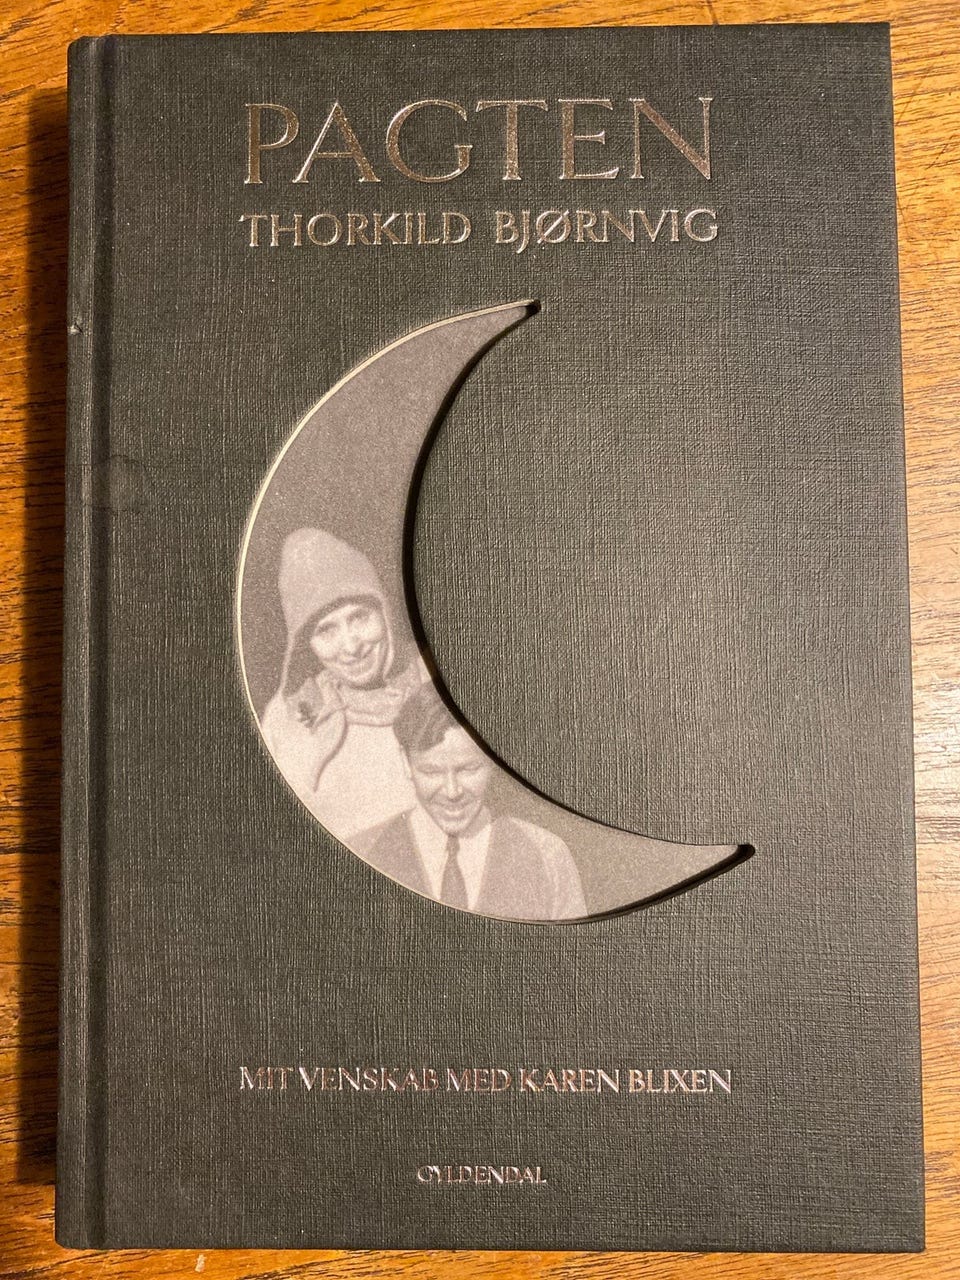 PAGTEN
THORKILD BJØRNVIG
MIT VENSKAB MED KAREN BLIXEN
GYLDENDAL